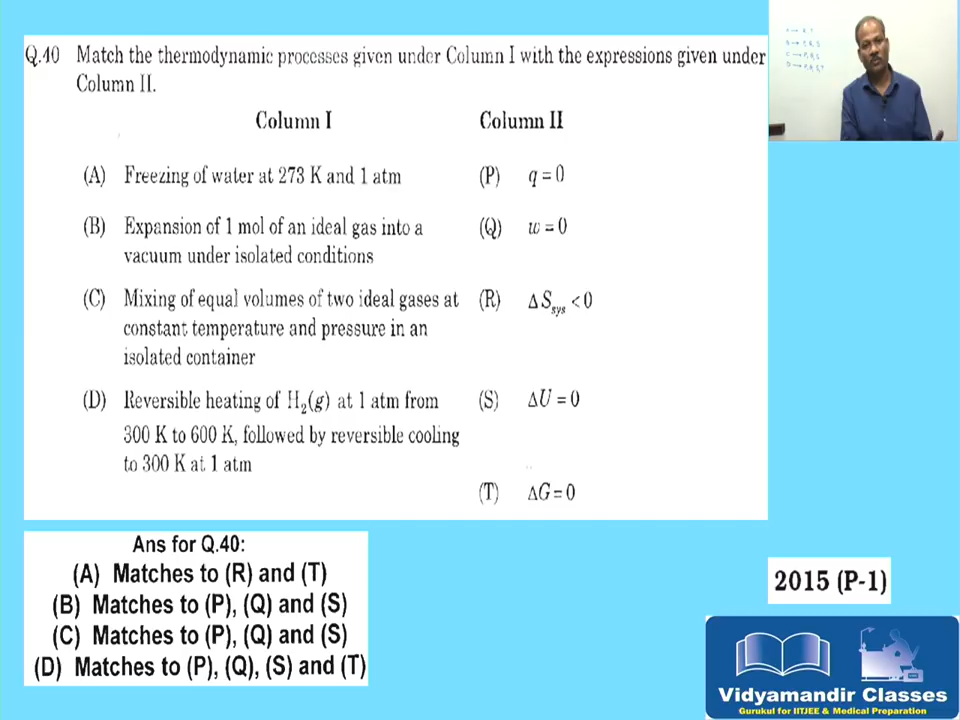 Q.40 Match the thermodynamic processes given under Column I with the expressions given under
Column II.
Column I Column II
(A) Freezing of water at 273 K and 1 atm (P) q = 0
(B) Expansion of 1 mol of an ideal gas into a (Q) w = 0
vacuum under isolated conditions
(C) Mixing of equal volumes of two ideal gases at (R) Δ S_sys < 0
constant temperature and pressure in an
isolated container
(D) Reversible heating of H₂(g) at 1 atm from (S) ΔU = 0
300 K to 600 K, followed by reversible cooling
to 300 K at 1 atm
(T) ΔG = 0
Ans for Q.40:
(A) Matches to (R) and (T)
(B) Matches to (P), (Q) and (S)
(C) Matches to (P), (Q) and (S)
(D) Matches to (P), (Q), (S) and (T)
2015 (P-1)
Vidyamandir Classes
Gurukul for IITJEE & Medical Preparation